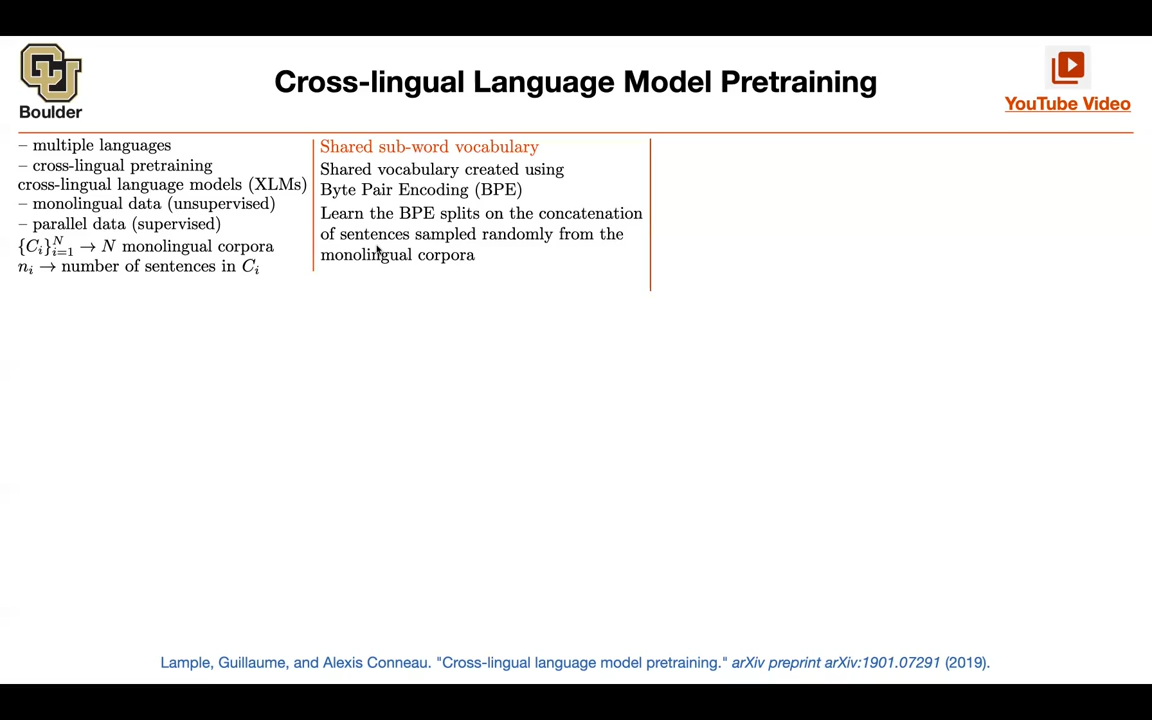 Boulder
Cross-lingual Language Model Pretraining
YouTube Video
– multiple languages
– cross-lingual pretraining
cross-lingual language models (XLMs)
– monolingual data (unsupervised)
– parallel data (supervised)
{C_i}_{i=1}^N → N monolingual corpora
n_i → number of sentences in C_i
Shared sub-word vocabulary
Shared vocabulary created using
Byte Pair Encoding (BPE)
Learn the BPE splits on the concatenation
of sentences sampled randomly from the
monolingual corpora
Lample, Guillaume, and Alexis Conneau. "Cross-lingual language model pretraining." arXiv preprint arXiv:1901.07291 (2019).